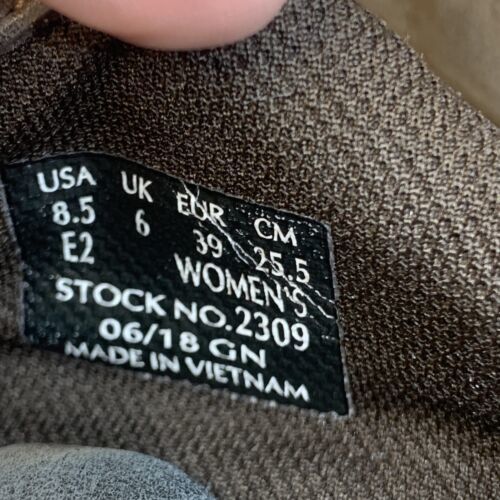 USA UK EUR CM
8.5 6 39 25.5
E2 WOMEN'S
STOCK NO.2309
06/18 GN
MADE IN VIETNAM